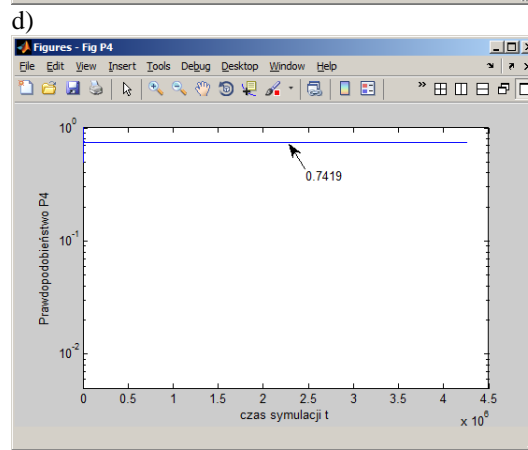 d)
Figures - Fig P4
File Edit View Insert Tools Debug Desktop Window Help
»
10^0
0.7419
10^-1
10^-2
Prawdopodobieństwo P4
0 0.5 1 1.5 2 2.5 3 3.5 4 4.5
czas symulacji t
x 10^6